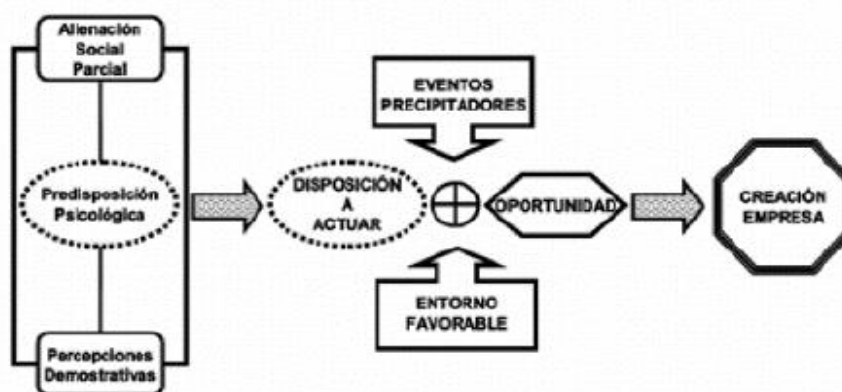 Alienación
Social
Parcial
Predisposición
Psicológica
Percepciones
Demostrativas
DISPOSICIÓN
A
ACTUAR
EVENTOS
PRECIPITADORES
OPORTUNIDAD
ENTORNO
FAVORABLE
CREACIÓN
EMPRESA